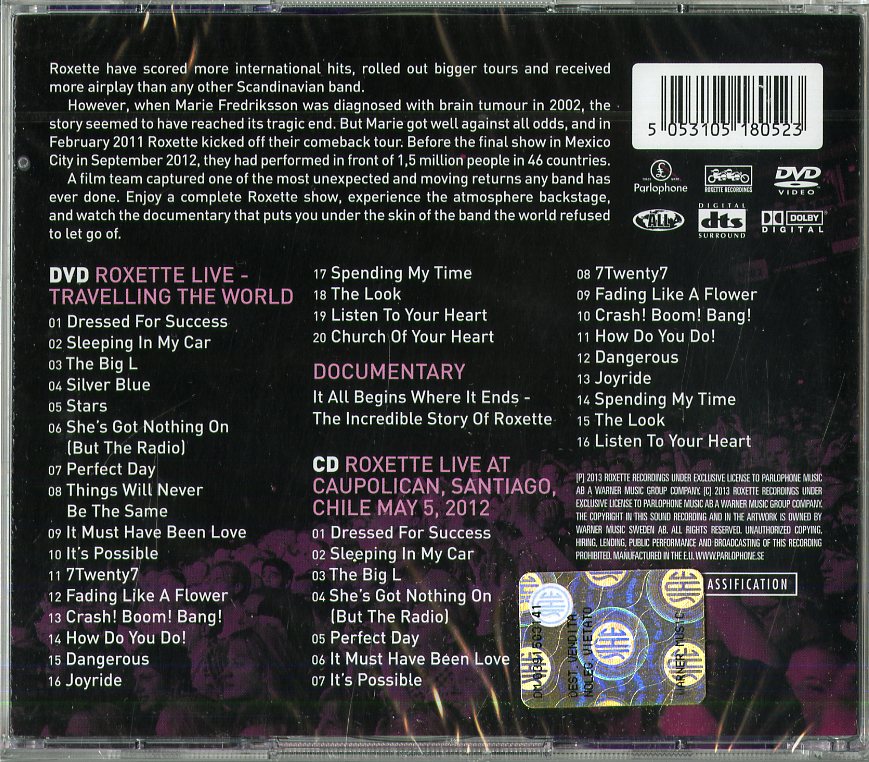 Roxette have scored more international hits, rolled out bigger tours and received
more airplay than any other Scandinavian band.
However, when Marie Fredriksson was diagnosed with brain tumour in 2002, the
story seemed to have reached its tragic end. But Marie got well against all odds, and in
February 2011 Roxette kicked off their comeback tour. Before the final show in Mexico
City in September 2012, they had performed in front of 1,5 million people in 46 countries.
A film team captured one of the most unexpected and moving returns any band has
ever done. Enjoy a complete Roxette show, experience the atmosphere backstage,
and watch the documentary that puts you under the skin of the band the world refused
to let go of.
5 053105 180523
Parlophone
ROXETTE RECORDINGS
DVD
VIDEO
DIGITAL
dts
SURROUND
DOLBY
DIGITAL
DVD ROXETTE LIVE -
TRAVELLING THE WORLD
01 Dressed For Success
02 Sleeping In My Car
03 The Big L
04 Silver Blue
05 Stars
06 She's Got Nothing On
(But The Radio)
07 Perfect Day
08 Things Will Never
Be The Same
09 It Must Have Been Love
10 It's Possible
11 7Twenty7
12 Fading Like A Flower
13 Crash! Boom! Bang!
14 How Do You Do!
15 Dangerous
16 Joyride
17 Spending My Time
18 The Look
19 Listen To Your Heart
20 Church Of Your Heart
DOCUMENTARY
It All Begins Where It Ends -
The Incredible Story Of Roxette
CD ROXETTE LIVE AT
CAUPOLICAN, SANTIAGO,
CHILE MAY 5, 2012
01 Dressed For Success
02 Sleeping In My Car
03 The Big L
04 She's Got Nothing On
(But The Radio)
05 Perfect Day
06 It Must Have Been Love
07 It's Possible
08 7Twenty7
09 Fading Like A Flower
10 Crash! Boom! Bang!
11 How Do You Do!
12 Dangerous
13 Joyride
14 Spending My Time
15 The Look
16 Listen To Your Heart
[P] 2013 ROXETTE RECORDINGS UNDER EXCLUSIVE LICENSE TO PARLOPHONE MUSIC
AB A WARNER MUSIC GROUP COMPANY. [C] 2013 ROXETTE RECORDINGS UNDER
EXCLUSIVE LICENSE TO PARLOPHONE MUSIC AB A WARNER MUSIC GROUP COMPANY.
THE COPYRIGHT IN THIS SOUND RECORDING AND IN THE ARTWORK IS OWNED BY
WARNER MUSIC SWEDEN AB. ALL RIGHTS RESERVED. UNAUTHORIZED COPYING,
HIRING, LENDING, PUBLIC PERFORMANCE AND BROADCASTING OF THIS RECORDING
PROHIBITED. MANUFACTURED IN THE E.U. WWW.PARLOPHONE.SE
ASSIFICATION
DEST. VENDITA
NOLEG VIETATO
WARNER MUSIC